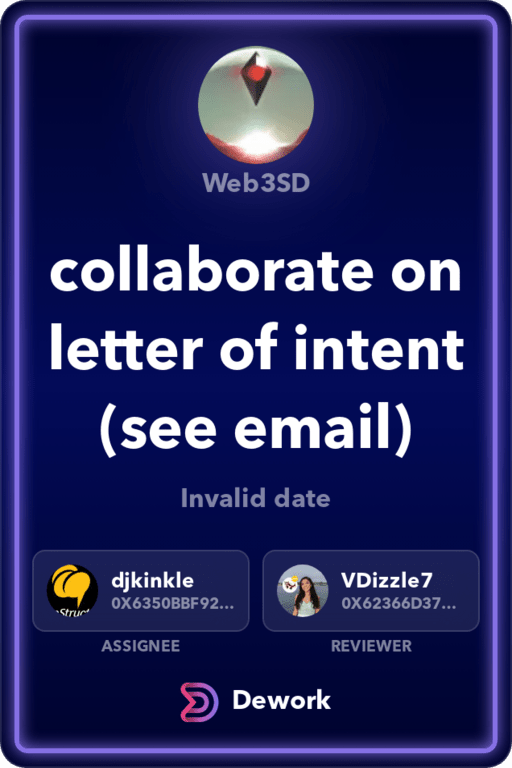 Web3SD
collaborate on
letter of intent
(see email)
Invalid date
djkinkle
0X6350BBF92...
ASSIGNEE
VDizzle7
0X62366D37...
REVIEWER
Dework